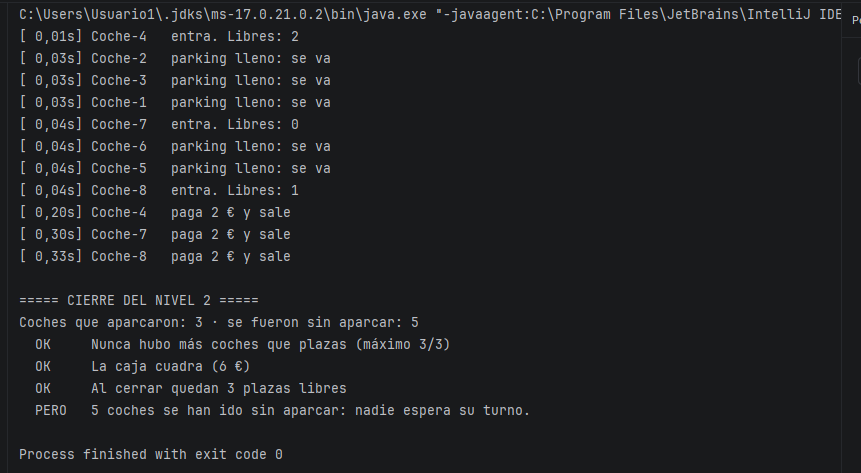 C:\Users\Usuario1\.jdks\ms-17.0.21.0.2\bin\java.exe "-javaagent:C:\Program Files\JetBrains\IntelliJ IDE
[ 0,01s] Coche-4   entra. Libres: 2
[ 0,03s] Coche-2   parking lleno: se va
[ 0,03s] Coche-3   parking lleno: se va
[ 0,03s] Coche-1   parking lleno: se va
[ 0,04s] Coche-7   entra. Libres: 0
[ 0,04s] Coche-6   parking lleno: se va
[ 0,04s] Coche-5   parking lleno: se va
[ 0,04s] Coche-8   entra. Libres: 1
[ 0,20s] Coche-4   paga 2 € y sale
[ 0,30s] Coche-7   paga 2 € y sale
[ 0,33s] Coche-8   paga 2 € y sale
===== CIERRE DEL NIVEL 2 =====
Coches que aparcaron: 3 · se fueron sin aparcar: 5
  OK     Nunca hubo más coches que plazas (máximo 3/3)
  OK     La caja cuadra (6 €)
  OK     Al cerrar quedan 3 plazas libres
  PERO   5 coches se han ido sin aparcar: nadie espera su turno.
Process finished with exit code 0